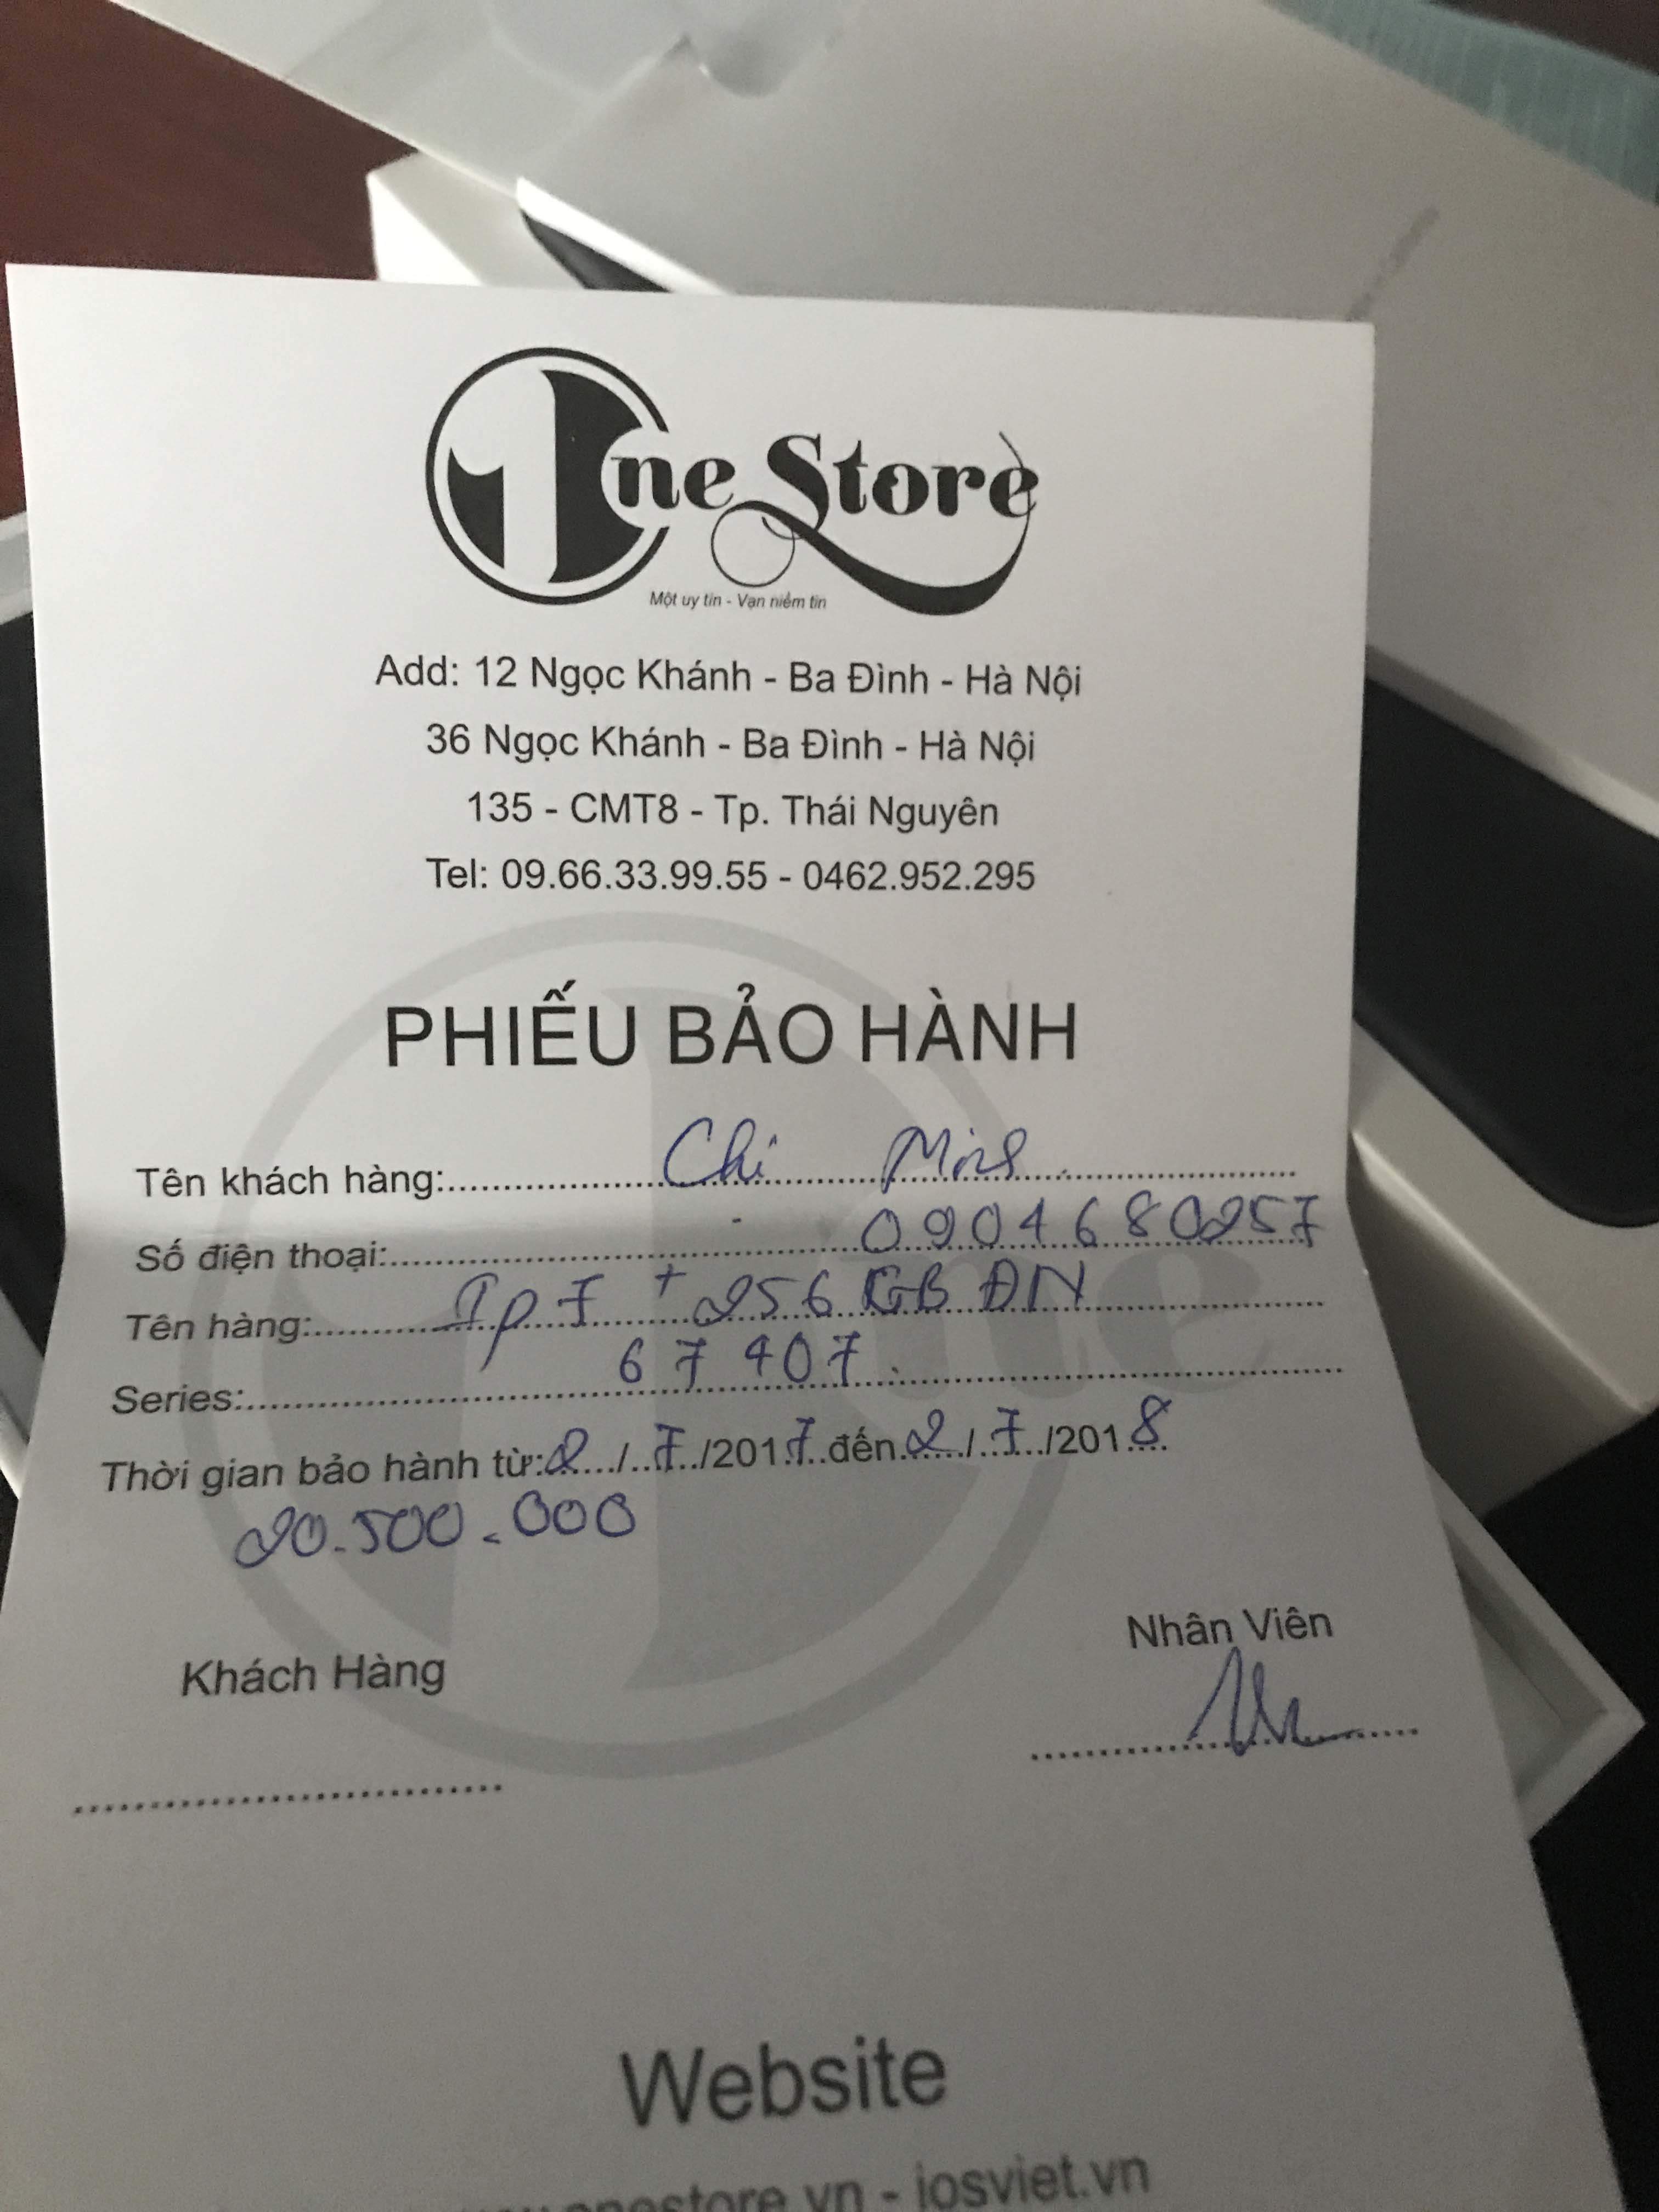 1ne Store
Một uy tín - Vạn niềm tin
Add: 12 Ngọc Khánh - Ba Đình - Hà Nội
36 Ngọc Khánh - Ba Đình - Hà Nội
135 - CMT8 - Tp. Thái Nguyên
Tel: 09.66.33.99.55 - 0462.952.295
PHIẾU BẢO HÀNH
Tên khách hàng: Chi
Số điện thoại: 0904680257
Tên hàng: Ip 7 + 256 GB ĐN
Series: 67407
Thời gian bảo hành từ: 2/7/2017 đến 2/7/2018
20.500.000
Khách Hàng
Nhân Viên
Website
onestore.vn - iosviet.vn